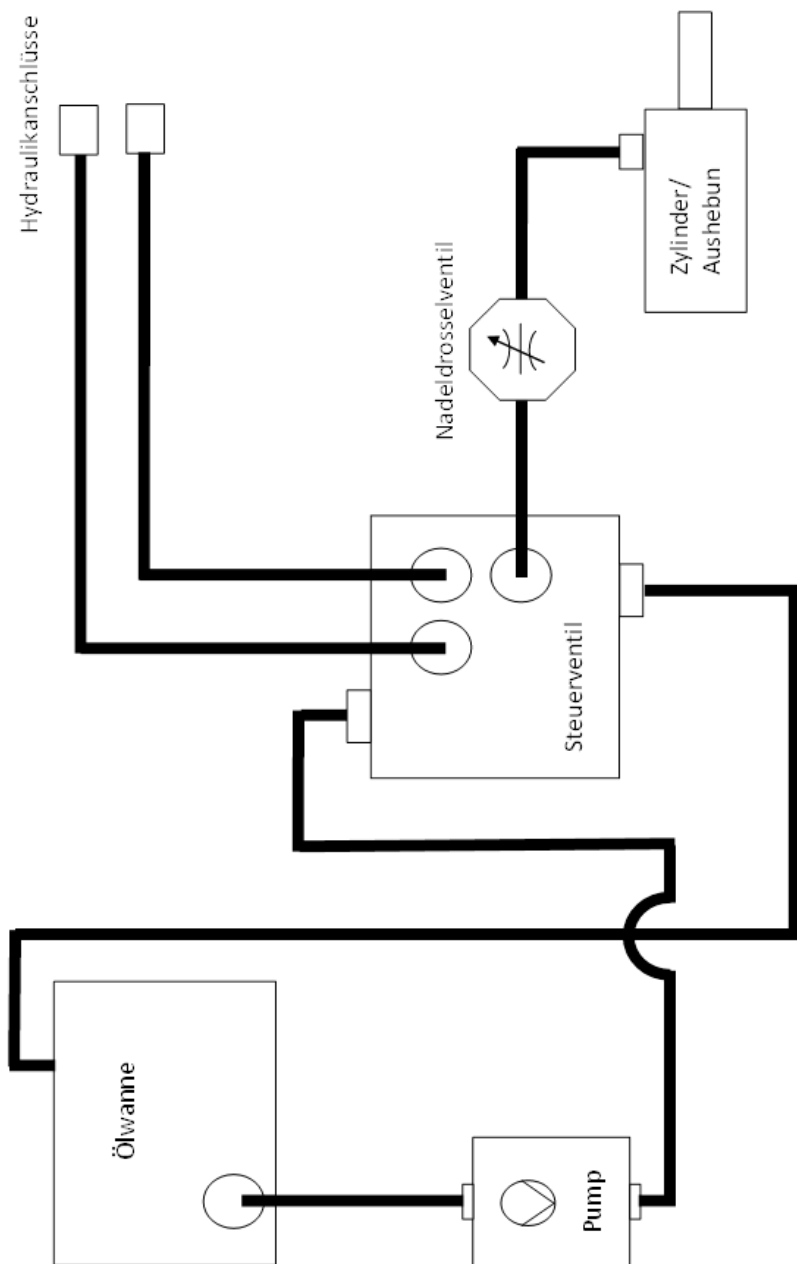 Hydraulikanschlüsse
Nadeldrosselventil
Zylinder/
Aushebun
Steuerventil
Ölwanne
Pump